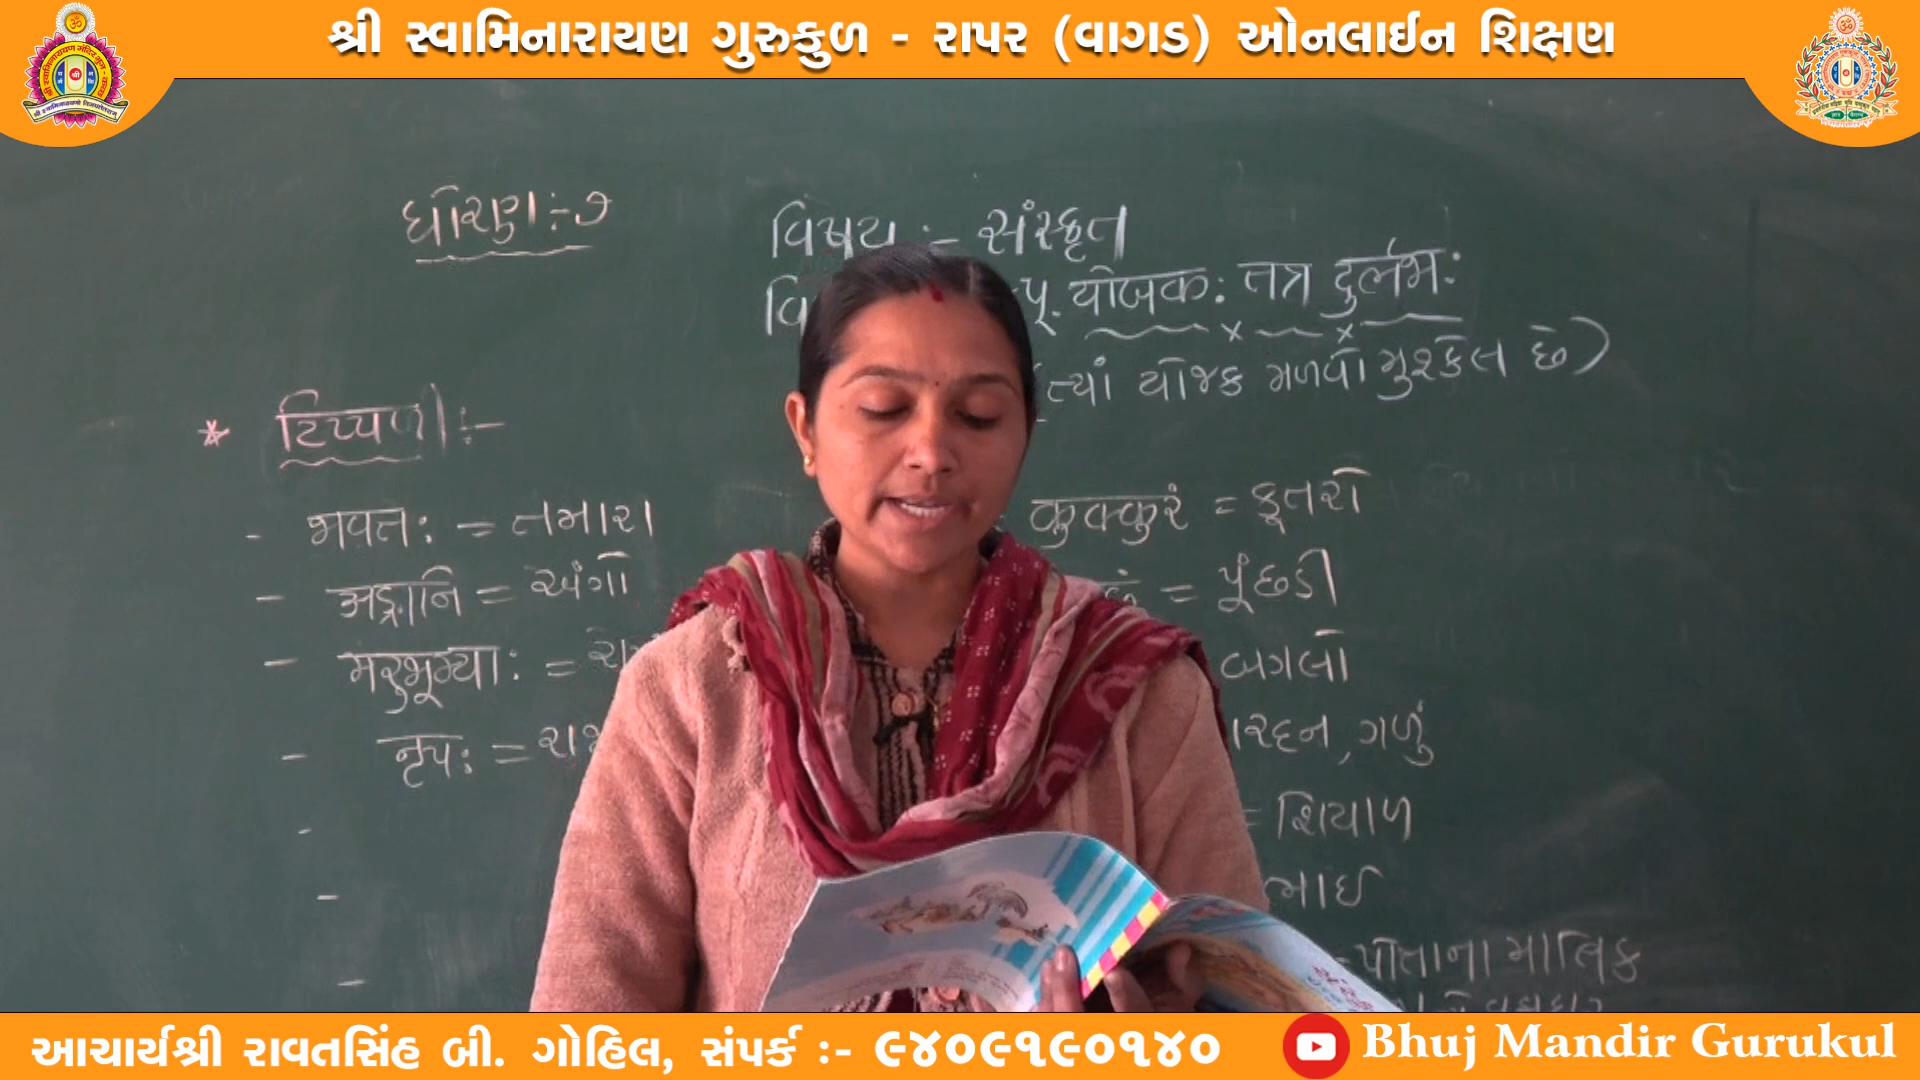 શ્રી સ્વામિનારાયણ ગુરુકુળ - રાપર (વાગડ) ઓનલાઈન શિક્ષણ
ધોરણ:- ૭
વિષય :- સંસ્કૃત
વિ પૂ. योजक: तत्र दुर्लभ:
(ત્યાં યોજક મળવો મુશ્કેલ છે)
* ટિપ્પણી :-
- भवत: = તમારા
- अङ्गानि = અંગો
- मरुभूम्या: =
- नृप: =
कुक्कुरं = કૂતરો
= પૂંછડી
બગલો
ગળું
= શિયાળ
ભાઈ
= પોતાના માલિક
આચાર્યશ્રી રાવતસિંહ બી. ગોહિલ, સંપર્ક :- ૯૪૦૯૧૯૦૧૪૦
Bhuj Mandir Gurukul